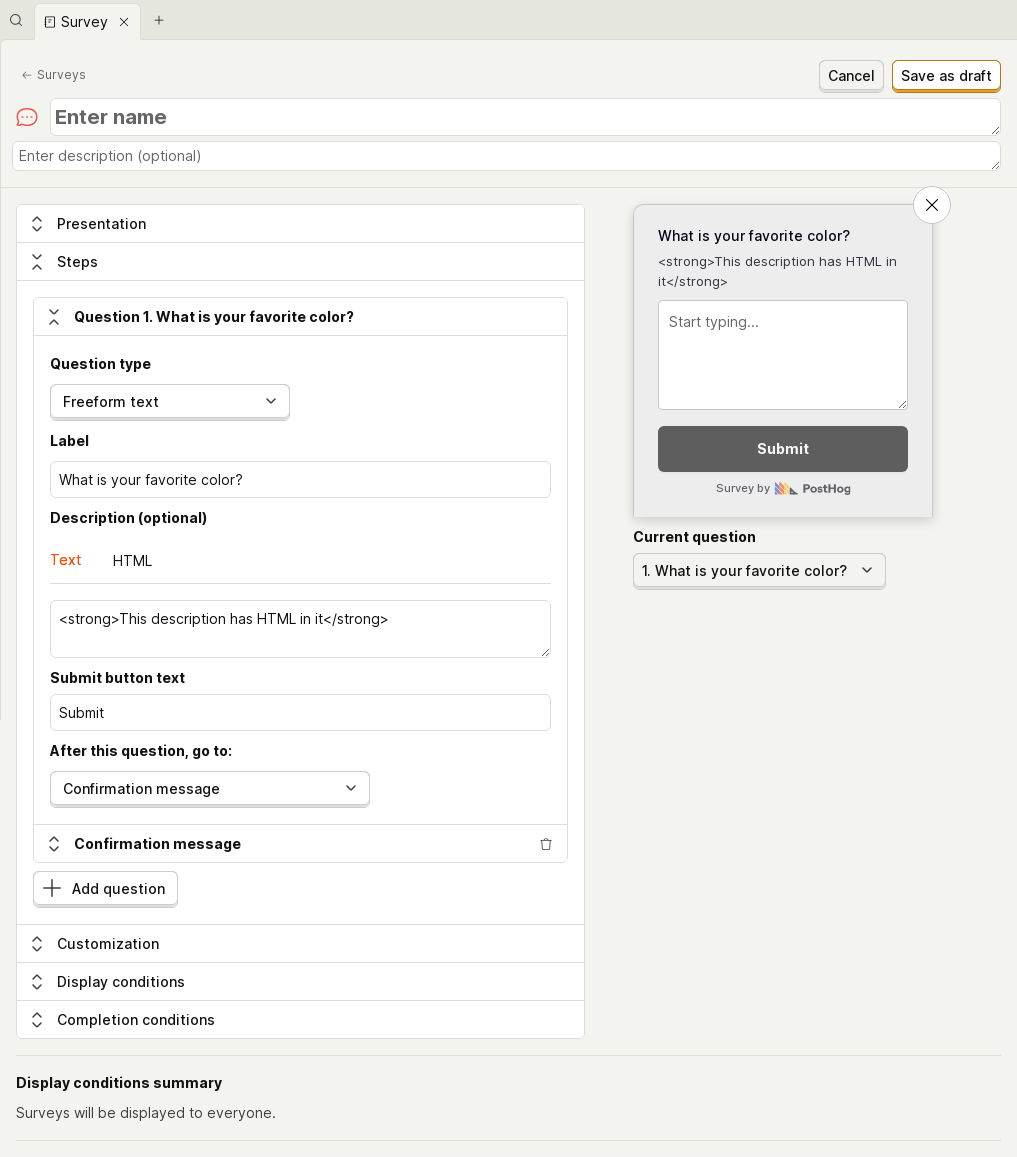 Survey
Surveys
Cancel
Save as draft
Enter name
Enter description (optional)
Presentation
Steps
Question 1. What is your favorite color?
Question type
Freeform text
Label
What is your favorite color?
Description (optional)
Text
HTML
<strong>This description has HTML in it</strong>
Submit button text
Submit
After this question, go to:
Confirmation message
Confirmation message
Add question
Customization
Display conditions
Completion conditions
What is your favorite color?
<strong>This description has HTML in
it</strong>
Start typing...
Submit
Survey by PostHog
Current question
1. What is your favorite color?
Display conditions summary
Surveys will be displayed to everyone.